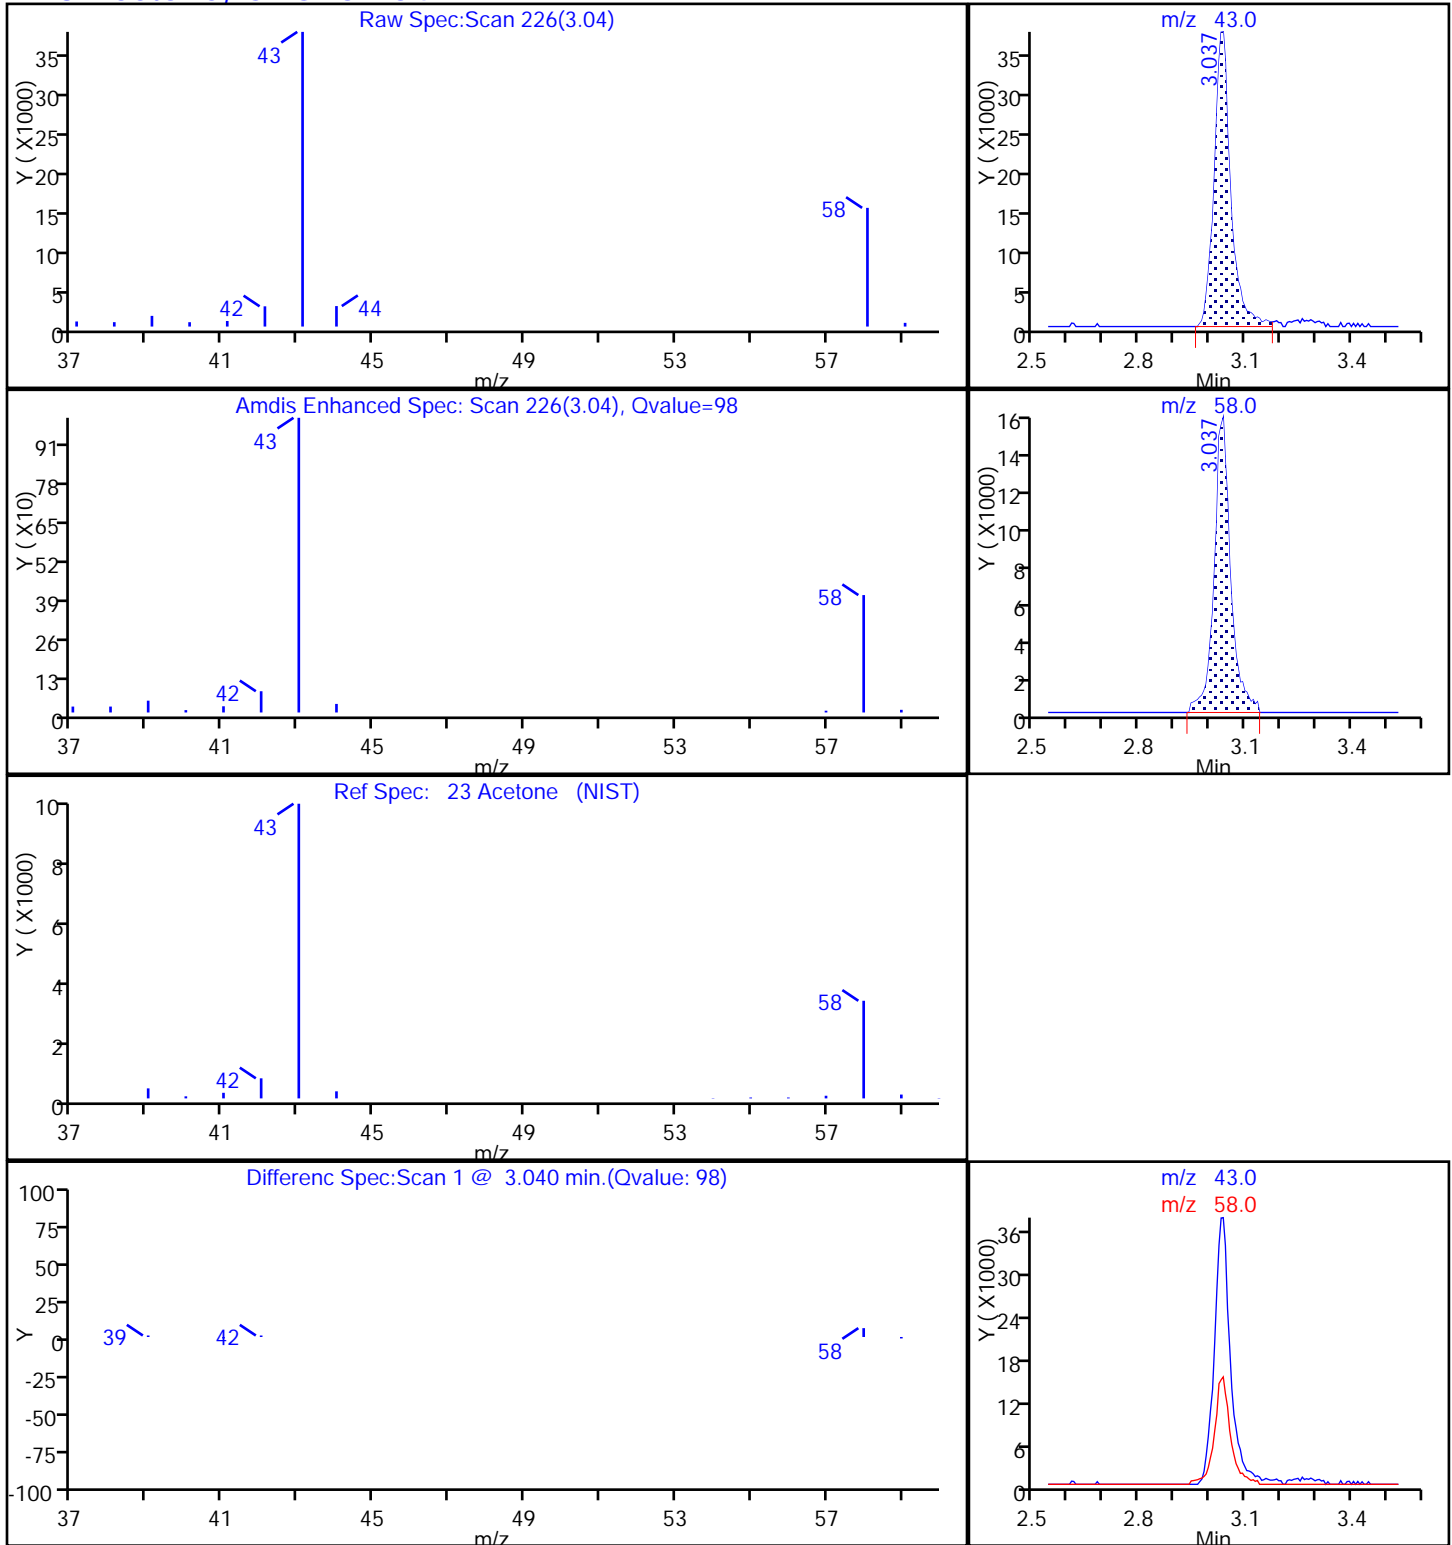 Raw Spec:Scan 226(3.04)
Y ( X1000)
35
30
25
20
15
10
5
0
43
42
44
58
37 41 45 49 53 57
m/z
m/z 43.0
Y ( X1000)
35
30
25
20
15
10
5
0
3.037
2.5 2.8 3.1 3.4
Min
Amdis Enhanced Spec: Scan 226(3.04), Qvalue=98
Y ( X10)
91
78
65
52
39
26
13
0
43
42
58
37 41 45 49 53 57
m/z
m/z 58.0
Y ( X1000)
16
14
12
10
8
6
4
2
0
3.037
2.5 2.8 3.1 3.4
Min
Ref Spec: 23 Acetone (NIST)
Y ( X1000)
10
8
6
4
2
0
43
42
58
37 41 45 49 53 57
m/z
Differenc Spec:Scan 1 @ 3.040 min.(Qvalue: 98)
Y
100
75
50
25
0
-25
-50
-75
-100
39
42
58
37 41 45 49 53 57
m/z
m/z 43.0
m/z 58.0
Y ( X1000)
36
30
24
18
12
6
0
2.5 2.8 3.1 3.4
Min